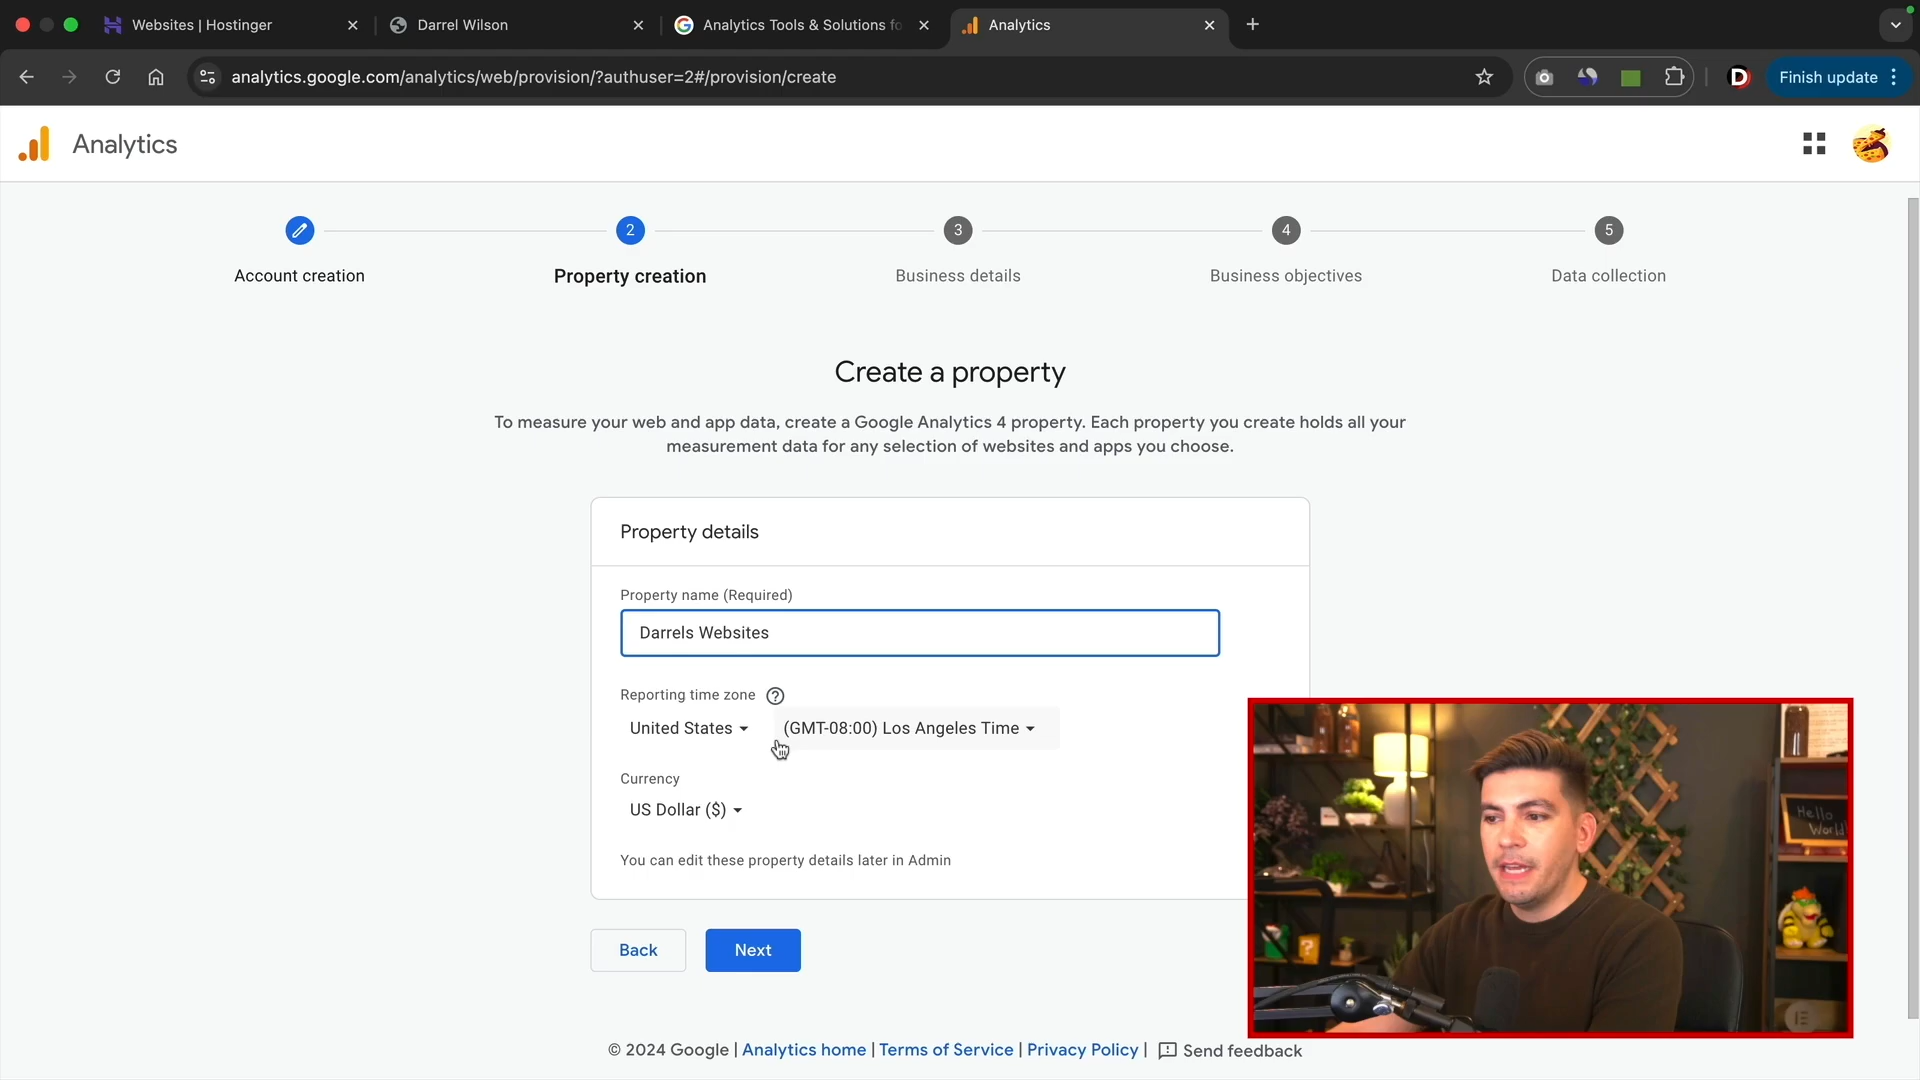 Websites | Hostinger
Darrel Wilson
Analytics Tools & Solutions fo
Analytics
analytics.google.com/analytics/web/provision/?authuser=2#/provision/create
D
Finish update
Analytics
2
3
4
5
Account creation
Property creation
Business details
Business objectives
Data collection
Create a property
To measure your web and app data, create a Google Analytics 4 property. Each property you create holds all your
measurement data for any selection of websites and apps you choose.
Property details
Property name (Required)
Darrels Websites
Reporting time zone ?
United States
(GMT-08:00) Los Angeles Time
Currency
US Dollar ($)
You can edit these property details later in Admin
Back
Next
Hello
World
© 2024 Google | Analytics home | Terms of Service | Privacy Policy | Send feedback